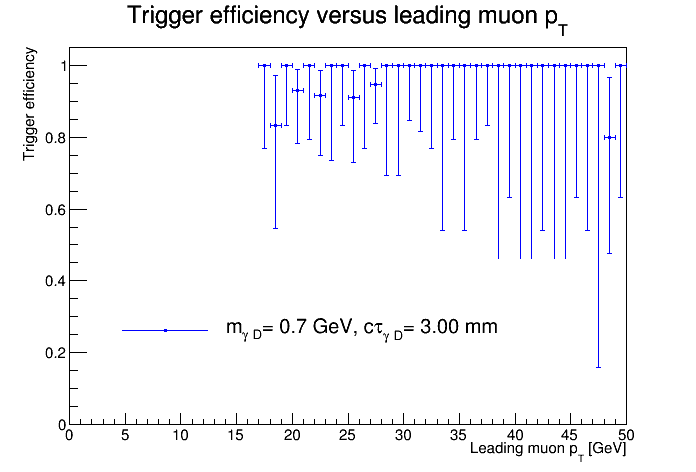 Trigger efficiency versus leading muon p_T
Trigger efficiency
1
0.8
0.6
0.4
0.2
0
m_γ D= 0.7 GeV, cτ_γ D= 3.00 mm
0 5 10 15 20 25 30 35 40 45 50
Leading muon p_T [GeV]